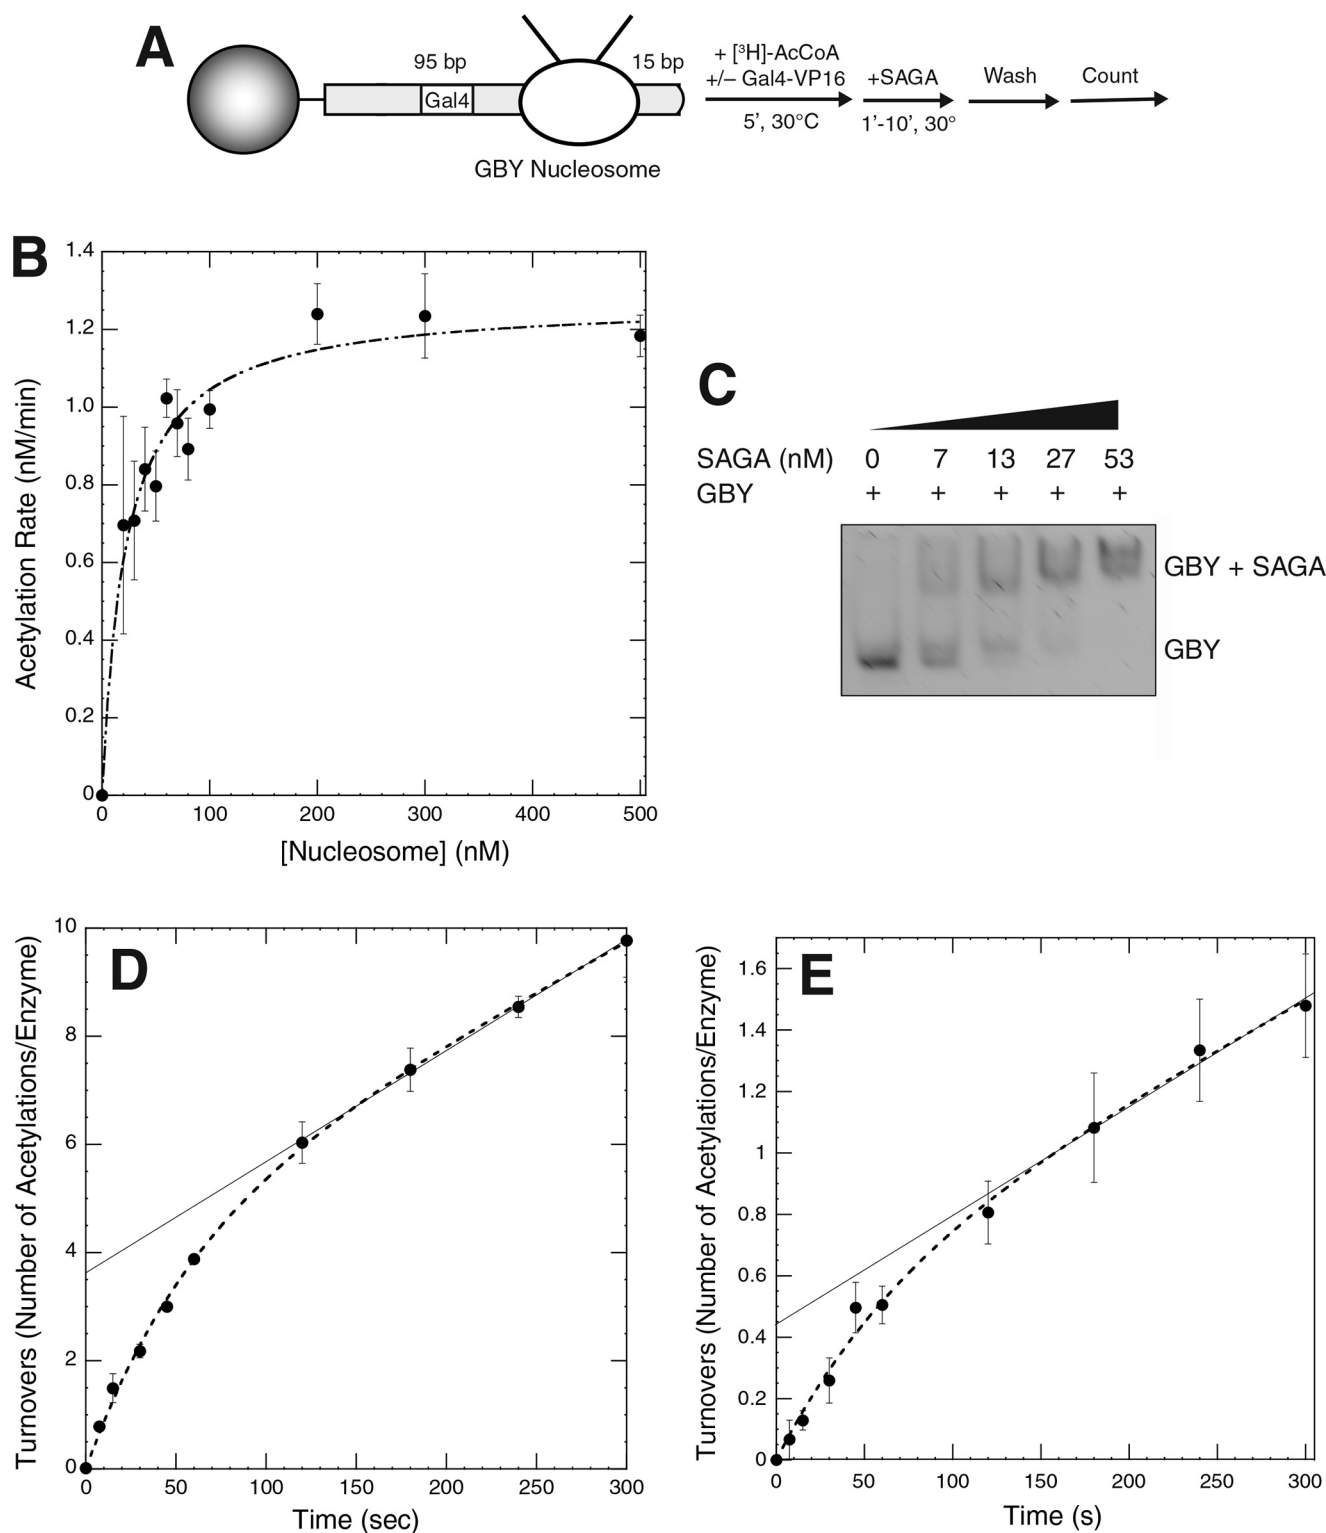 A
95 bp
15 bp
Gal4
GBY Nucleosome
+ [³H]-AcCoA
+/– Gal4-VP16
5’, 30°C
+SAGA
1’-10’, 30°
Wash
Count
B
Acetylation Rate (nM/min)
1.4
1.2
1.0
0.8
0.6
0.4
0.2
0
0 100 200 300 400 500
[Nucleosome] (nM)
C
SAGA (nM) 0 7 13 27 53
GBY + + + + +
GBY + SAGA
GBY
D
Turnovers (Number of Acetylations/Enzyme)
10
8
6
4
2
0
0 50 100 150 200 250 300
Time (sec)
E
Turnovers (Number of Acetylations/Enzyme)
1.6
1.4
1.2
1
0.8
0.6
0.4
0.2
0
0 50 100 150 200 250 300
Time (s)